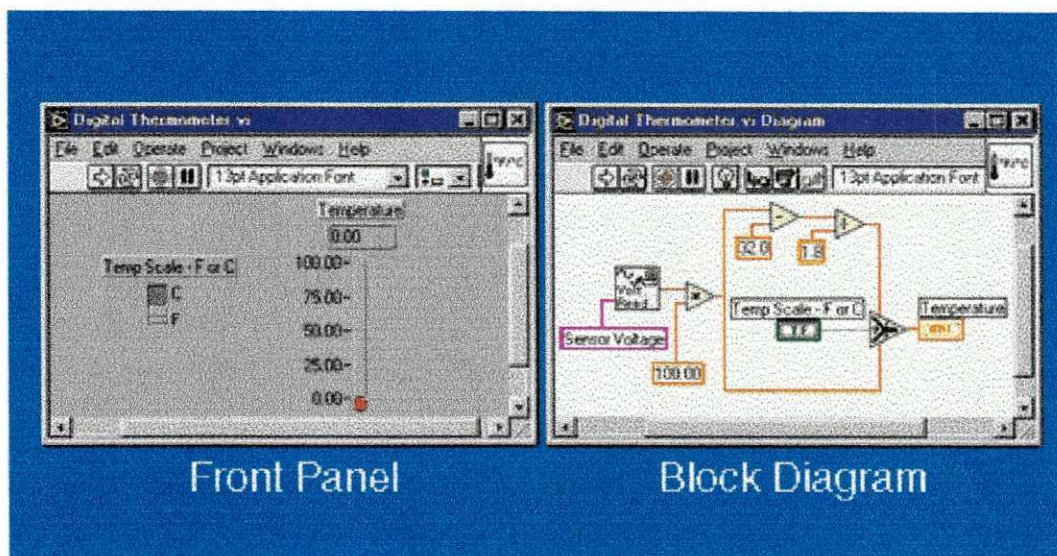 Digital Thermometer.vi
File Edit Operate Project Windows Help
13pt Application Font
Temperature
0.00
Temp Scale - F or C
C
F
100.00
75.00
50.00
25.00
0.00
Digital Thermometer.vi Diagram
File Edit Operate Project Windows Help
13pt Application Font
32.0
1.8
Volt
Read
Sensor Voltage
100.00
Temp Scale - F or C
TF
Temperature
Front Panel
Block Diagram